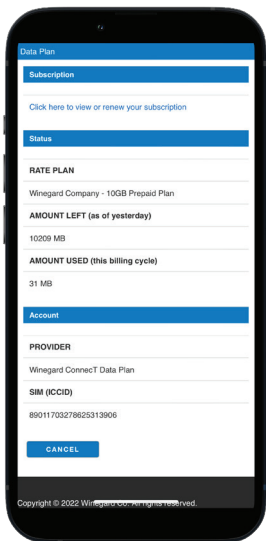 Data Plan
Subscription
Click here to view or renew your subscription
Status
RATE PLAN
Winegard Company - 10GB Prepaid Plan
AMOUNT LEFT (as of yesterday)
10209 MB
AMOUNT USED (this billing cycle)
31 MB
Account
PROVIDER
Winegard ConnecT Data Plan
SIM (ICCID)
89011703278625313906
CANCEL
Copyright © 2022 Winegard Co. All rights reserved.